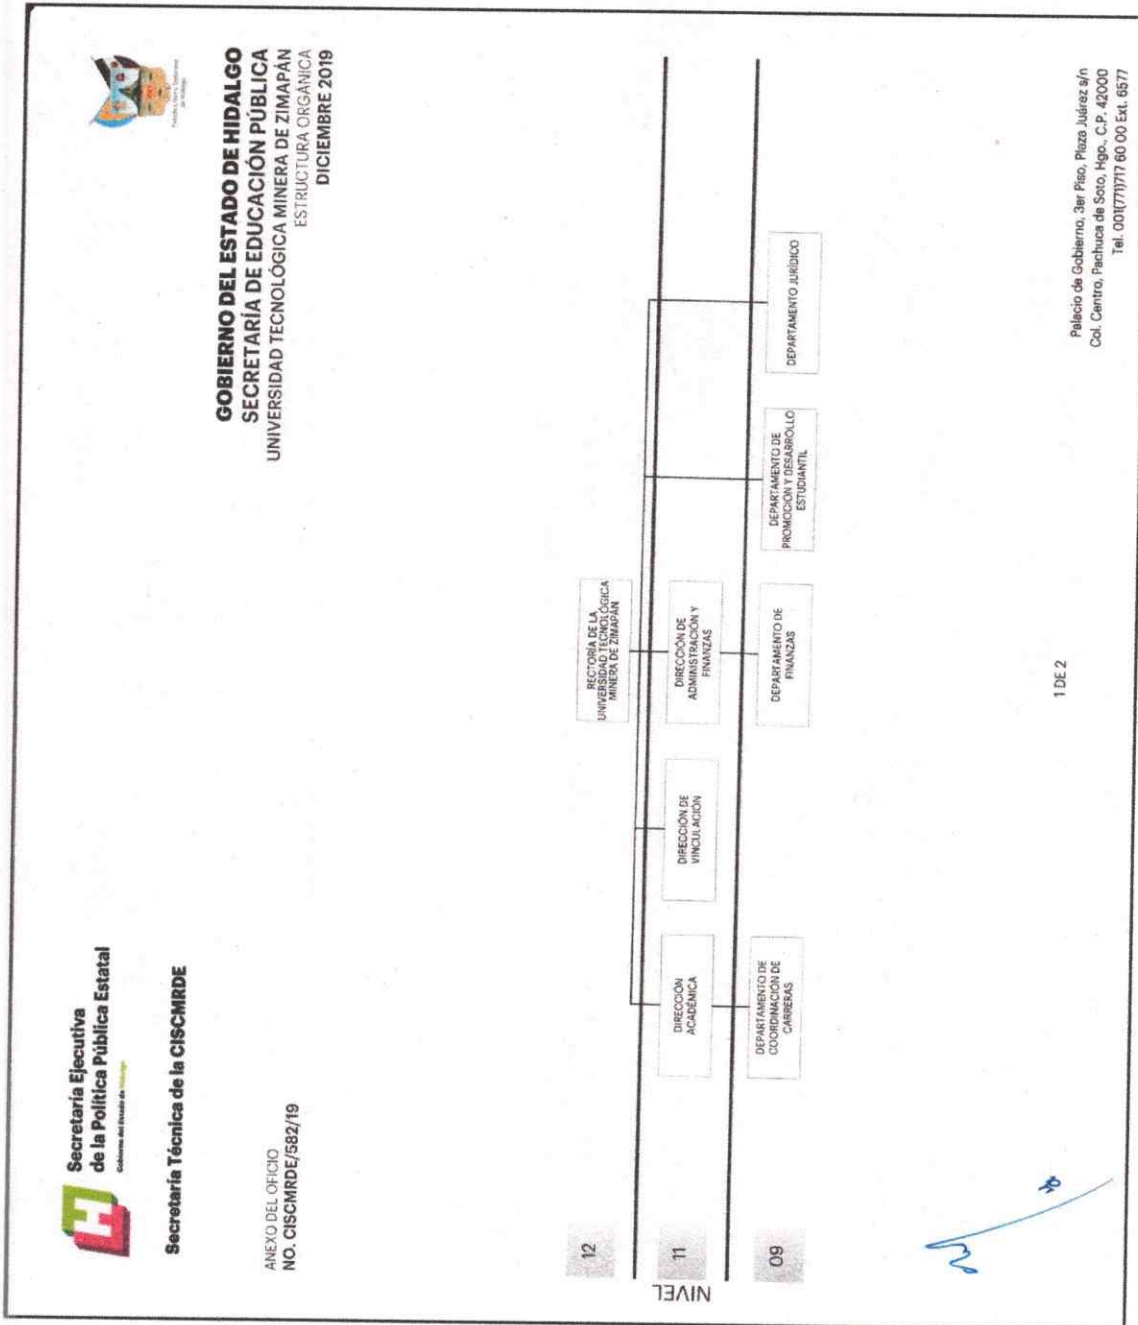 Secretaría Ejecutiva
de la Política Pública Estatal
Gobierno del Estado de Hidalgo
Secretaría Técnica de la CISCMRDE
ANEXO DEL OFICIO
NO. CISCMRDE/582/19
GOBIERNO DEL ESTADO DE HIDALGO
SECRETARÍA DE EDUCACIÓN PÚBLICA
UNIVERSIDAD TECNOLÓGICA MINERA DE ZIMAPÁN
ESTRUCTURA ORGÁNICA
DICIEMBRE 2019
NIVEL
12
RECTORÍA DE LA
UNIVERSIDAD TECNOLÓGICA
MINERA DE ZIMAPÁN
11
DIRECCIÓN
ACADÉMICA
DIRECCIÓN DE
VINCULACIÓN
DIRECCIÓN DE
ADMINISTRACIÓN Y
FINANZAS
09
DEPARTAMENTO DE
COORDINACIÓN DE
CARRERAS
DEPARTAMENTO DE
FINANZAS
DEPARTAMENTO DE
PROMOCIÓN Y DESARROLLO
ESTUDIANTIL
DEPARTAMENTO JURÍDICO
1 DE 2
Palacio de Gobierno, 3er Piso, Plaza Juárez s/n
Col. Centro, Pachuca de Soto, Hgo., C.P. 42000
Tel. 001(771)717 60 00 Ext. 6577